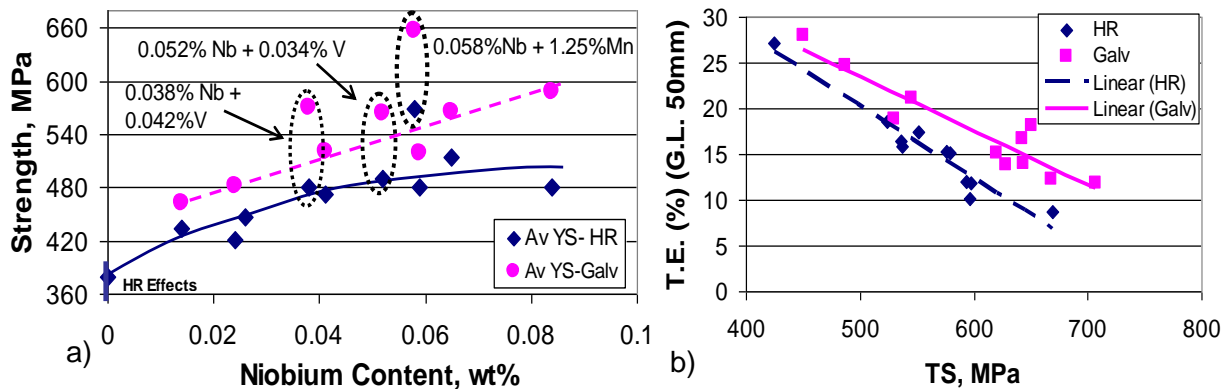 Strength, MPa
660
600
540
480
420
360
0.052% Nb + 0.034% V
0.058%Nb + 1.25%Mn
0.038% Nb +
0.042%V
Av YS- HR
Av YS-Galv
HR Effects
0
0.02
0.04
0.06
0.08
0.1
a)
Niobium Content, wt%
T.E. (%) (G.L. 50mm)
30
25
20
15
10
5
0
HR
Galv
Linear (HR)
Linear (Galv)
400
500
600
700
800
b)
TS, MPa